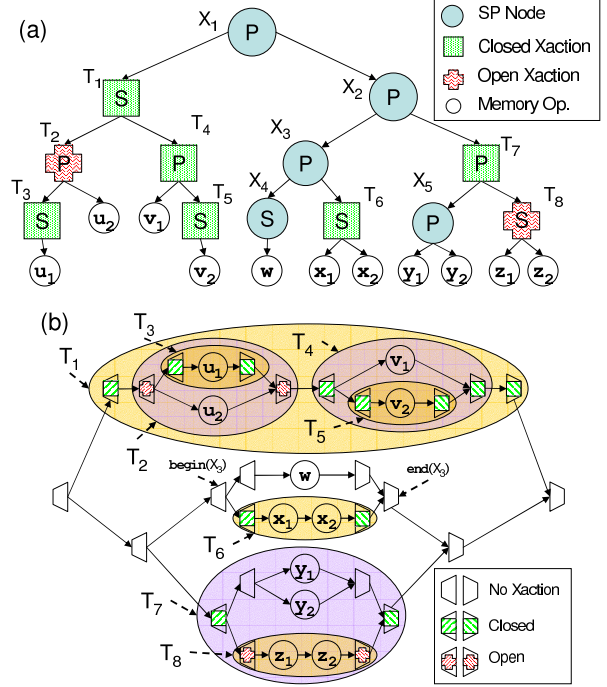 (a)
X1
P
SP Node
Closed Xaction
Open Xaction
Memory Op.
T1
S
X2
P
T2
P
T4
P
X3
P
T7
P
T3
S
u2
v1
T5
S
X4
S
T6
S
X5
P
T8
S
u1
v2
w
x1
x2
y1
y2
z1
z2
(b)
T3
T1
T4
u1
v1
u2
v2
T2
T5
begin(X3)
w
end(X3)
x1
x2
T6
y1
y2
T7
T8
z1
z2
No Xaction
Closed
Open